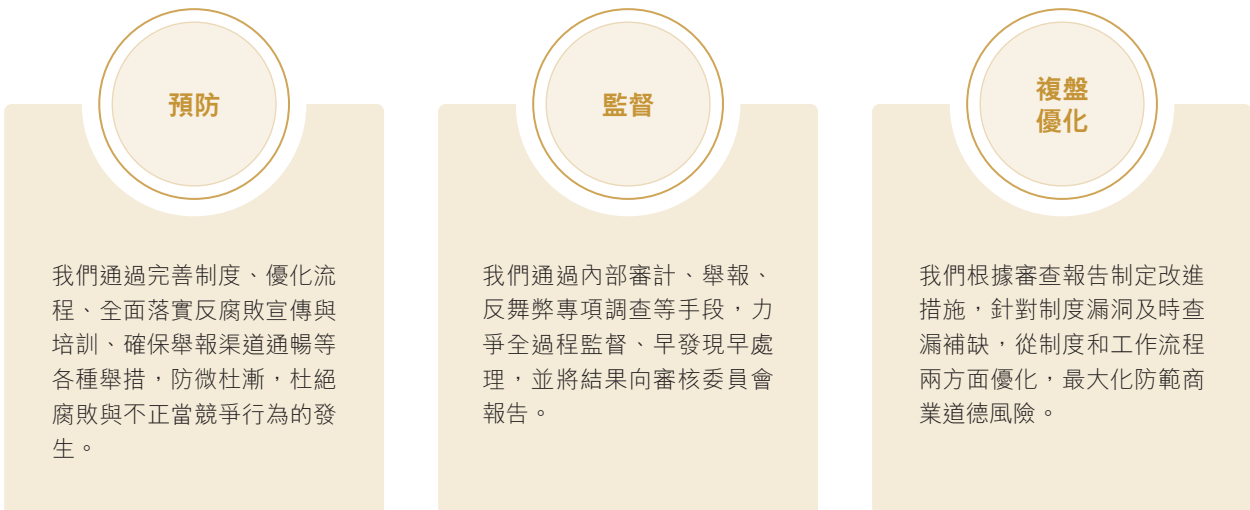 預防
我們通過完善制度、優化流
程、全面落實反腐敗宣傳與
培訓、確保舉報渠道通暢等
各種舉措，防微杜漸，杜絕
腐敗與不正當競爭行為的發
生。
監督
我們通過內部審計、舉報、
反舞弊專項調查等手段，力
爭全過程監督、早發現早處
理，並將結果向審核委員會
報告。
複盤
優化
我們根據審查報告制定改進
措施，針對制度漏洞及時查
漏補缺，從制度和工作流程
兩方面優化，最大化防範商
業道德風險。